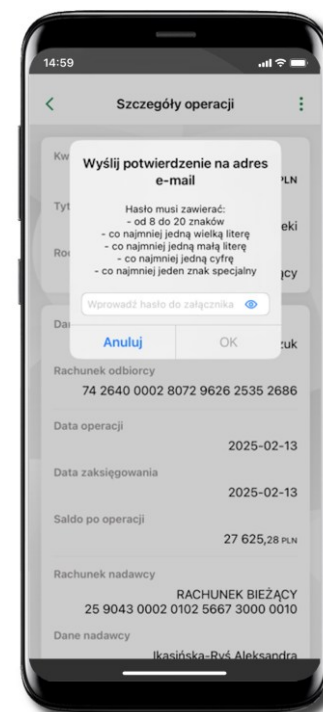 14:59
Szczegóły operacji
Wyślij potwierdzenie na adres
e-mail
Hasło musi zawierać:
- od 8 do 20 znaków
- co najmniej jedną wielką literę
- co najmniej jedną małą literę
- co najmniej jedną cyfrę
- co najmniej jeden znak specjalny
Wprowadź hasło do załącznika
Anuluj OK
Rachunek odbiorcy
74 2640 0002 8072 9626 2535 2686
Data operacji
2025-02-13
Data zaksięgowania
2025-02-13
Saldo po operacji
27 625,28 PLN
Rachunek nadawcy
RACHUNEK BIEŻĄCY
25 9043 0002 0102 5667 3000 0010
Dane nadawcy
Ikasińska-Ryś Aleksandra